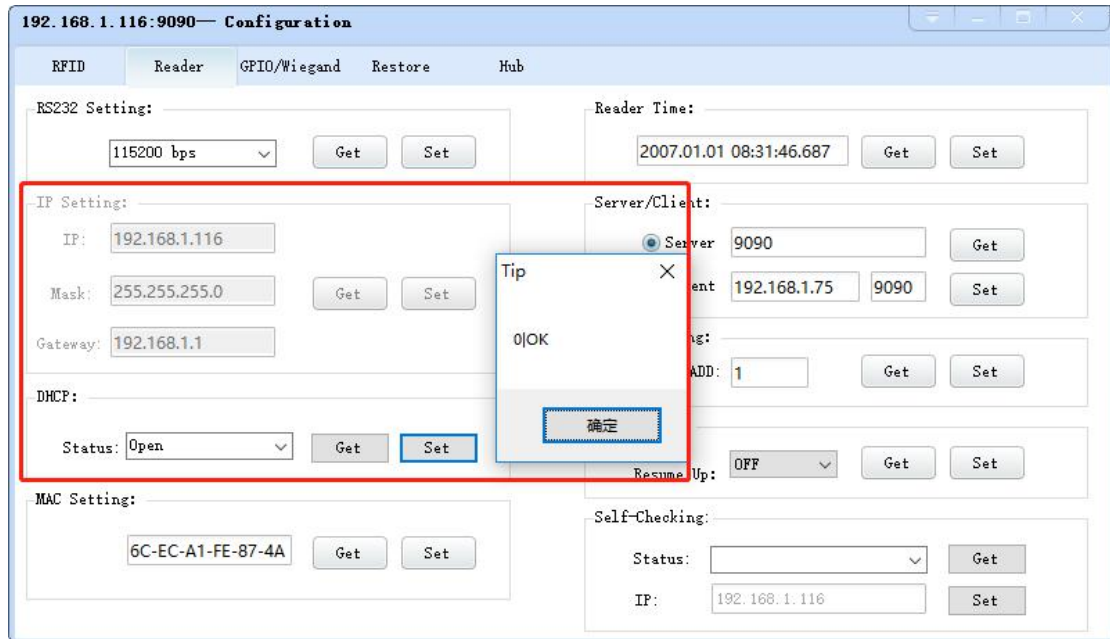 192.168.1.116:9090— Configuration
RFID Reader GPIO/Wiegand Restore Hub
RS232 Setting:
115200 bps Get Set
IP Setting:
IP: 192.168.1.116
Mask: 255.255.255.0 Get Set
Gateway: 192.168.1.1
DHCP:
Status: Open Get Set
MAC Setting:
6C-EC-A1-FE-87-4A Get Set
Reader Time:
2007.01.01 08:31:46.687 Get Set
Server/Client:
Server 9090 Get
ent 192.168.1.75 9090 Set
ng:
ADD: 1 Get Set
Resume Up: OFF Get Set
Self-Checking:
Status: Get
IP: 192.168.1.116 Set
Tip
0|OK
确定